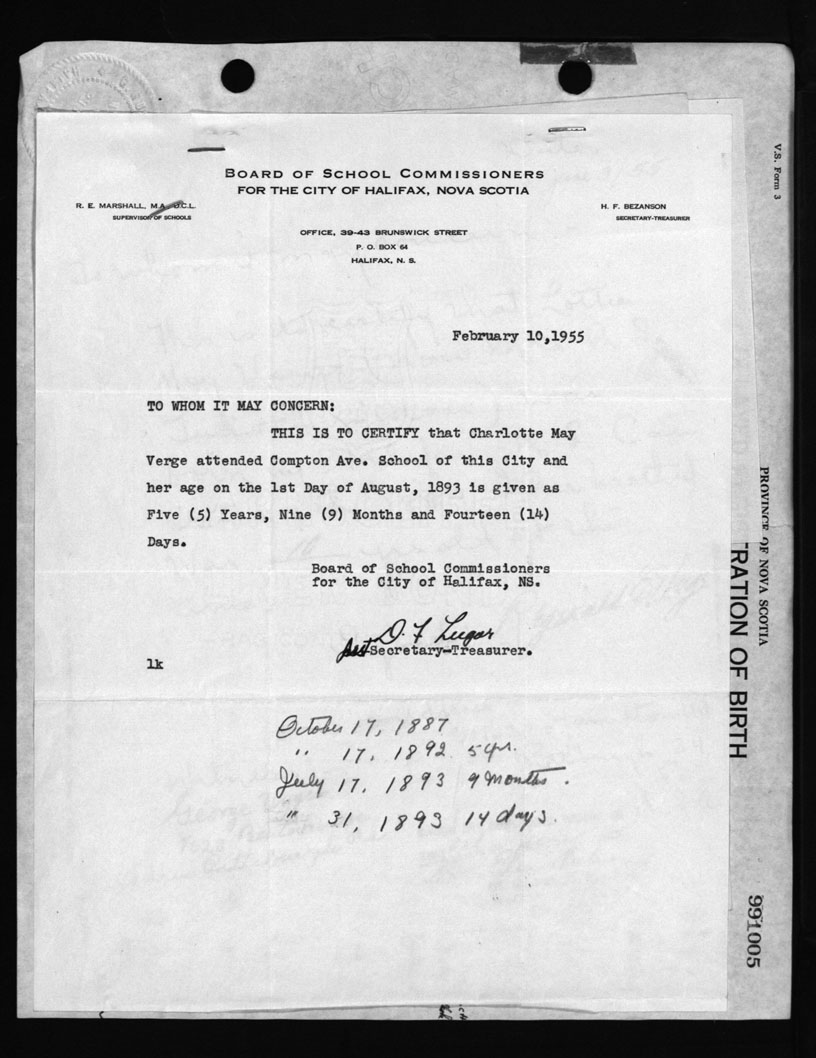 BOARD OF SCHOOL COMMISSIONERS
FOR THE CITY OF HALIFAX, NOVA SCOTIA
R. E. MARSHALL, M.A., D.C.L.
SUPERVISOR OF SCHOOLS
H. F. BEZANSON
SECRETARY-TREASURER
OFFICE, 39-43 BRUNSWICK STREET
P. O. BOX 64
HALIFAX, N. S.
February 10,1955
TO WHOM IT MAY CONCERN:
THIS IS TO CERTIFY that Charlotte May
Verge attended Compton Ave. School of this City and
her age on the 1st Day of August, 1893 is given as
Five (5) Years, Nine (9) Months and Fourteen (14)
Days.
Board of School Commissioners
for the City of Halifax, NS.
D. F Lugar
Secretary-Treasurer.
lk
October 17, 1887
" 17, 1892 5 yr.
July 17, 1893 9 months.
" 31, 1893 14 days.
V.S. Form 3
PROVINCE OF NOVA SCOTIA
TRATION OF BIRTH
991005